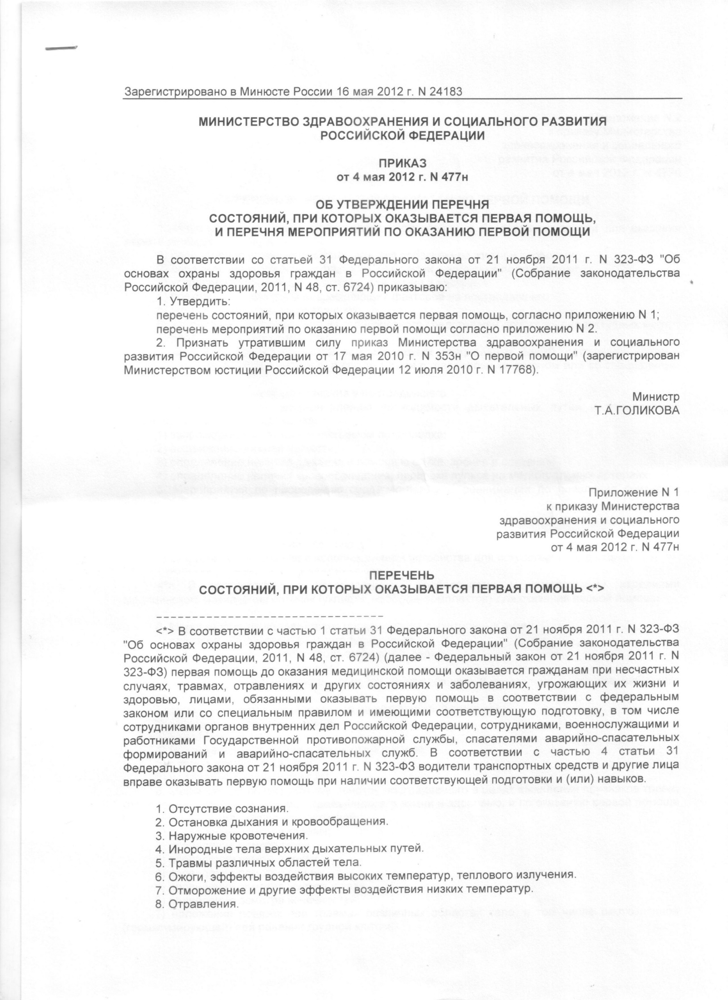 Зарегистрировано в Минюсте России 16 мая 2012 г. N 24183
МИНИСТЕРСТВО ЗДРАВООХРАНЕНИЯ И СОЦИАЛЬНОГО РАЗВИТИЯ
РОССИЙСКОЙ ФЕДЕРАЦИИ
ПРИКАЗ
от 4 мая 2012 г. N 477н
ОБ УТВЕРЖДЕНИИ ПЕРЕЧНЯ
СОСТОЯНИЙ, ПРИ КОТОРЫХ ОКАЗЫВАЕТСЯ ПЕРВАЯ ПОМОЩЬ,
И ПЕРЕЧНЯ МЕРОПРИЯТИЙ ПО ОКАЗАНИЮ ПЕРВОЙ ПОМОЩИ
В соответствии со статьей 31 Федерального закона от 21 ноября 2011 г. N 323-ФЗ "Об
основах охраны здоровья граждан в Российской Федерации" (Собрание законодательства
Российской Федерации, 2011, N 48, ст. 6724) приказываю:
1. Утвердить:
перечень состояний, при которых оказывается первая помощь, согласно приложению N 1;
перечень мероприятий по оказанию первой помощи согласно приложению N 2.
2. Признать утратившим силу приказ Министерства здравоохранения и социального
развития Российской Федерации от 17 мая 2010 г. N 353н "О первой помощи" (зарегистрирован
Министерством юстиции Российской Федерации 12 июля 2010 г. N 17768).
Министр
Т.А.ГОЛИКОВА
Приложение N 1
к приказу Министерства
здравоохранения и социального
развития Российской Федерации
от 4 мая 2012 г. N 477н
ПЕРЕЧЕНЬ
СОСТОЯНИЙ, ПРИ КОТОРЫХ ОКАЗЫВАЕТСЯ ПЕРВАЯ ПОМОЩЬ <*>
--------------------------------
<*> В соответствии с частью 1 статьи 31 Федерального закона от 21 ноября 2011 г. N 323-ФЗ
"Об основах охраны здоровья граждан в Российской Федерации" (Собрание законодательства
Российской Федерации, 2011, N 48, ст. 6724) (далее - Федеральный закон от 21 ноября 2011 г. N
323-ФЗ) первая помощь до оказания медицинской помощи оказывается гражданам при несчастных
случаях, травмах, отравлениях и других состояниях и заболеваниях, угрожающих их жизни и
здоровью, лицами, обязанными оказывать первую помощь в соответствии с федеральным
законом или со специальным правилом и имеющими соответствующую подготовку, в том числе
сотрудниками органов внутренних дел Российской Федерации, сотрудниками, военнослужащими и
работниками Государственной противопожарной службы, спасателями аварийно-спасательных
формирований и аварийно-спасательных служб. В соответствии с частью 4 статьи 31
Федерального закона от 21 ноября 2011 г. N 323-ФЗ водители транспортных средств и другие лица
вправе оказывать первую помощь при наличии соответствующей подготовки и (или) навыков.
1. Отсутствие сознания.
2. Остановка дыхания и кровообращения.
3. Наружные кровотечения.
4. Инородные тела верхних дыхательных путей.
5. Травмы различных областей тела.
6. Ожоги, эффекты воздействия высоких температур, теплового излучения.
7. Отморожение и другие эффекты воздействия низких температур.
8. Отравления.